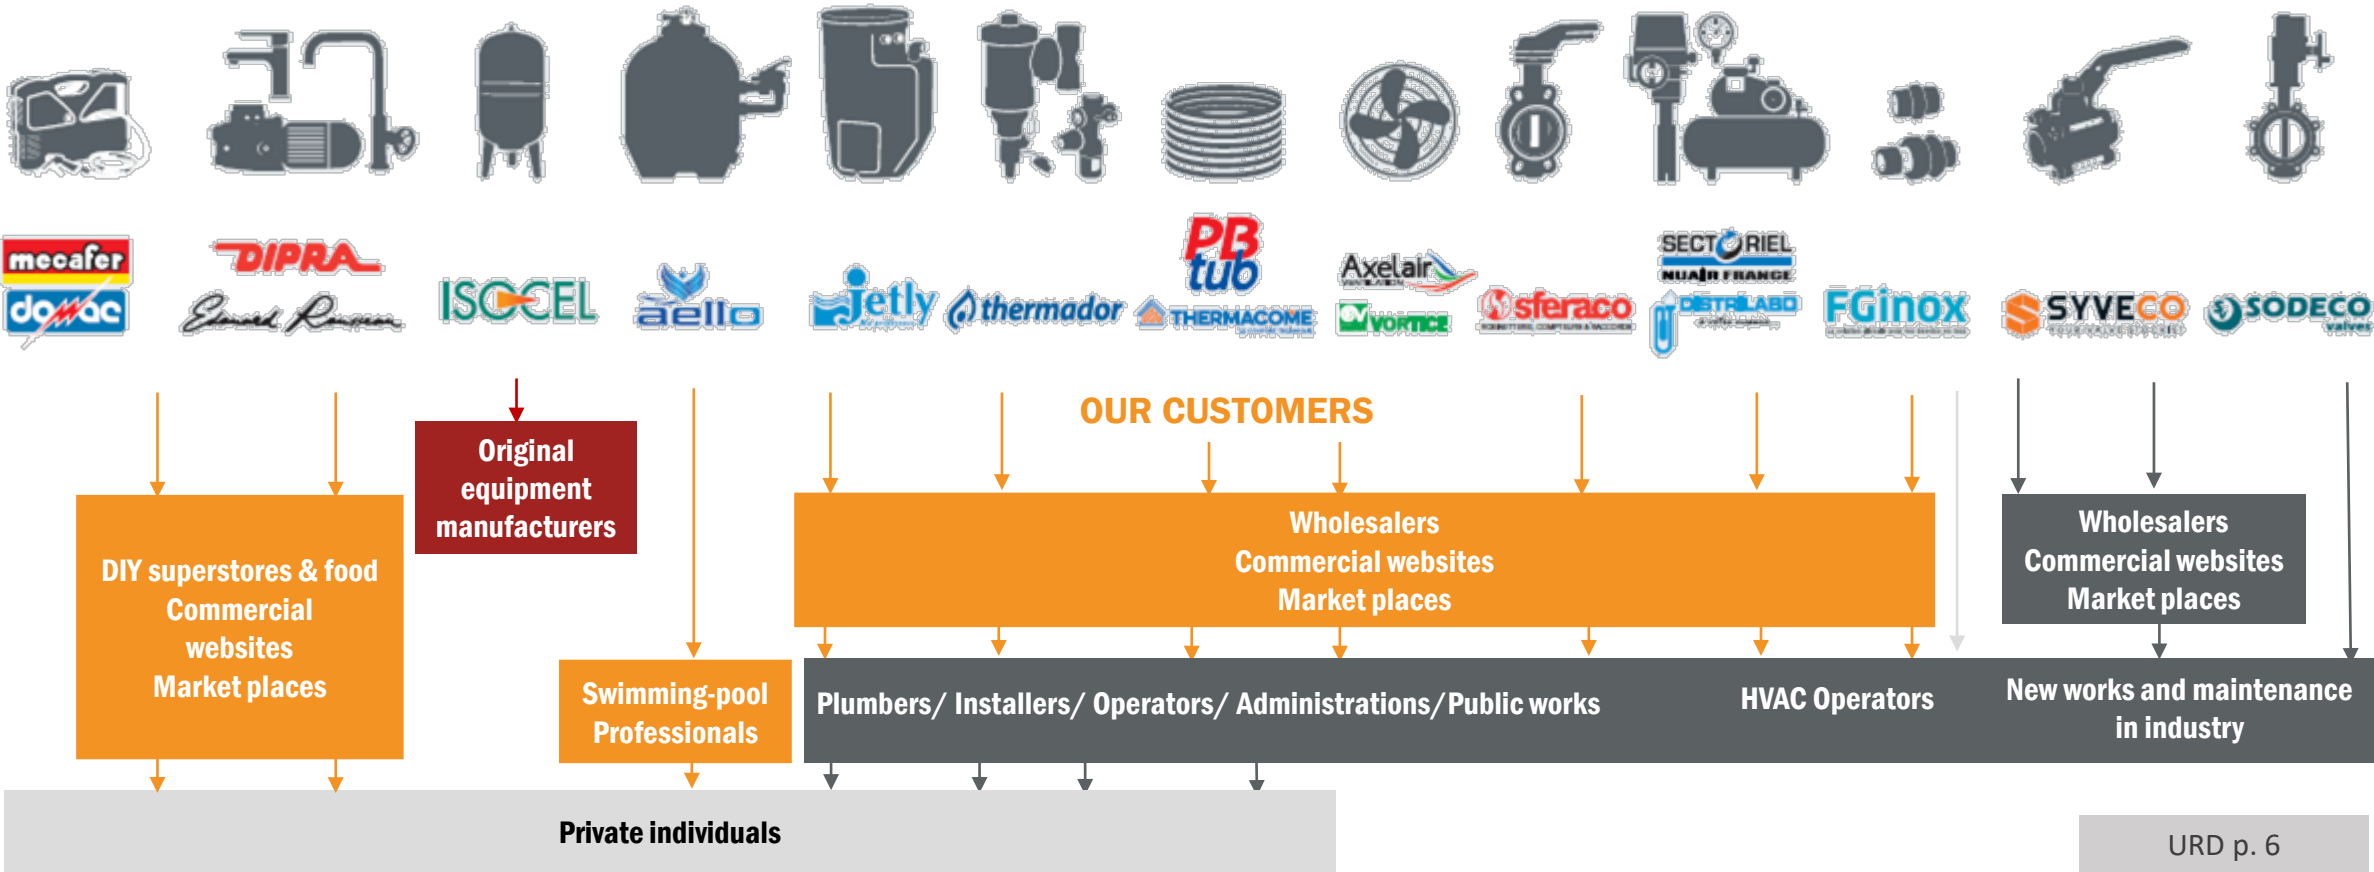 mecafer
domac
DIPRA
Edouard Rousseau
ISOCEL
aello
Jetly
thermador
PB
tub
THERMACOME
Axelair
VORTICE
sferaco
SECTORIEL
NUAIR FRANCE
DISTRILABO
FGinox
SYVECO
YOUR VALVE STOCKIST
SODECO
valves
OUR CUSTOMERS
Original
equipment
manufacturers
DIY superstores & food
Commercial
websites
Market places
Wholesalers
Commercial websites
Market places
Wholesalers
Commercial websites
Market places
Swimming-pool
Professionals
Plumbers/ Installers/ Operators/ Administrations/Public works
HVAC Operators
New works and maintenance
in industry
Private individuals
URD p. 6